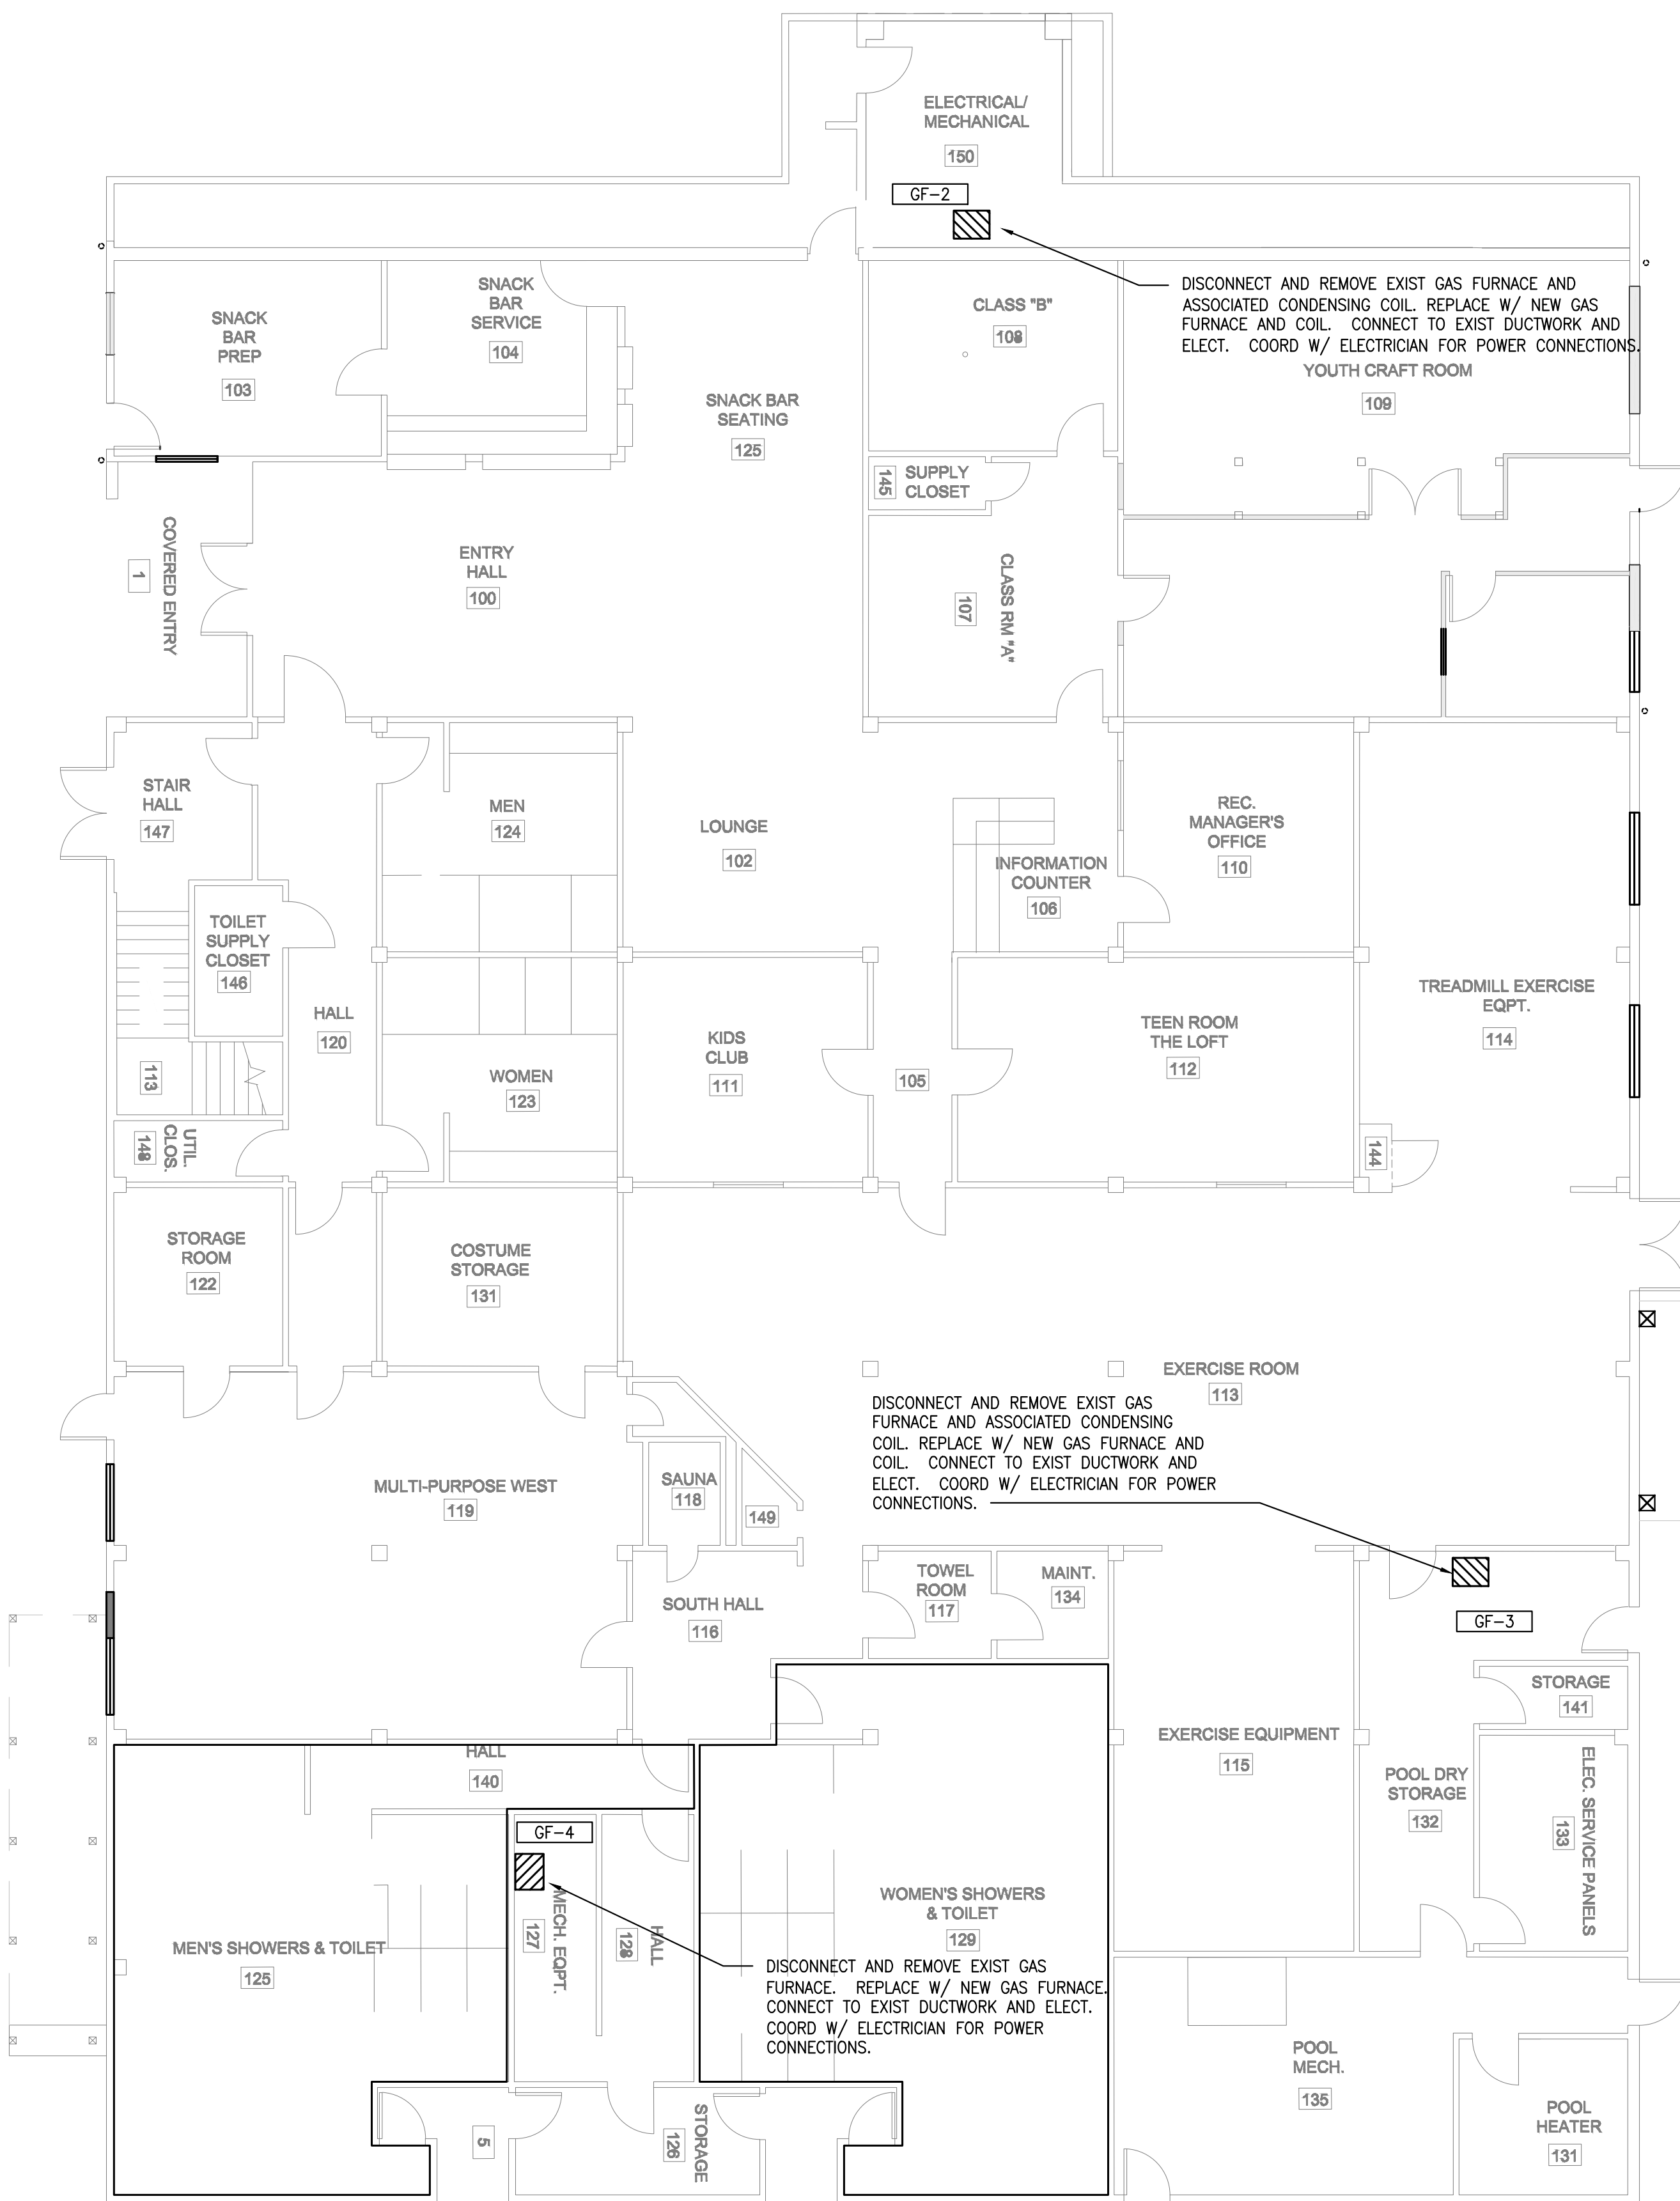 ELECTRICAL/
MECHANICAL
150
GF-2
DISCONNECT AND REMOVE EXIST GAS FURNACE AND
ASSOCIATED CONDENSING COIL. REPLACE W/ NEW GAS
FURNACE AND COIL. CONNECT TO EXIST DUCTWORK AND
ELECT. COORD W/ ELECTRICIAN FOR POWER CONNECTIONS.
SNACK
BAR
PREP
103
SNACK
BAR
SERVICE
104
SNACK BAR
SEATING
125
CLASS "B"
108
YOUTH CRAFT ROOM
109
145
SUPPLY
CLOSET
COVERED ENTRY
1
ENTRY
HALL
100
CLASS RM "A"
107
STAIR
HALL
147
MEN
124
LOUNGE
102
INFORMATION
COUNTER
106
REC.
MANAGER'S
OFFICE
110
TOILET
SUPPLY
CLOSET
146
HALL
120
113
UTIL.
CLOS.
148
WOMEN
123
KIDS
CLUB
111
105
TEEN ROOM
THE LOFT
112
TREADMILL EXERCISE
EQPT.
114
144
STORAGE
ROOM
122
COSTUME
STORAGE
131
EXERCISE ROOM
113
DISCONNECT AND REMOVE EXIST GAS
FURNACE AND ASSOCIATED CONDENSING
COIL. REPLACE W/ NEW GAS FURNACE AND
COIL. CONNECT TO EXIST DUCTWORK AND
ELECT. COORD W/ ELECTRICIAN FOR POWER
CONNECTIONS.
MULTI-PURPOSE WEST
119
SAUNA
118
149
SOUTH HALL
116
TOWEL
ROOM
117
MAINT.
134
GF-3
STORAGE
141
EXERCISE EQUIPMENT
115
POOL DRY
STORAGE
132
ELEC. SERVICE PANELS
133
HALL
140
GF-4
MECH. EQPT.
127
HALL
128
MEN'S SHOWERS & TOILET
125
WOMEN'S SHOWERS
& TOILET
129
DISCONNECT AND REMOVE EXIST GAS
FURNACE. REPLACE W/ NEW GAS FURNACE.
CONNECT TO EXIST DUCTWORK AND ELECT.
COORD W/ ELECTRICIAN FOR POWER
CONNECTIONS.
5
STORAGE
126
POOL
MECH.
135
POOL
HEATER
131